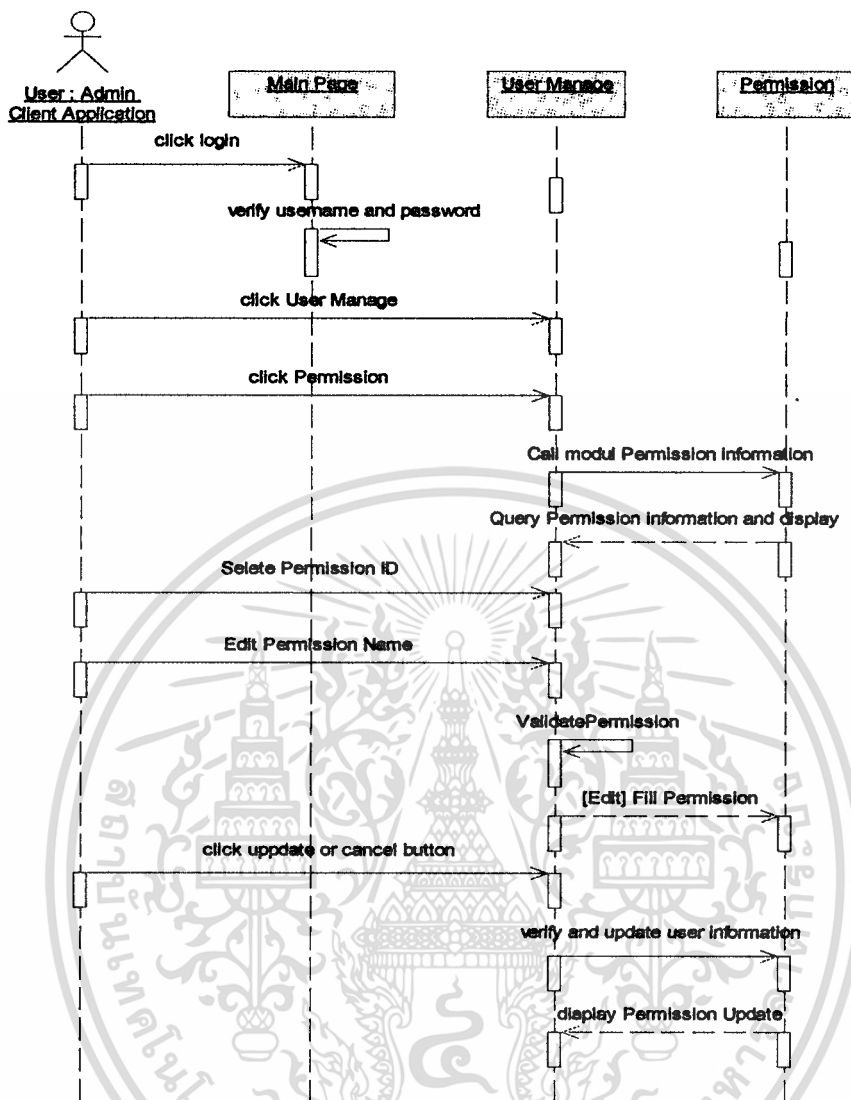 User : Admin
Client Application
Main Page
User Manage
Permission
click login
verify username and password
click User Manage
click Permission
Call modul Permission information
Query Permission information and display
Selete Permission ID
Edit Permission Name
ValidatePermission
[Edit] Fill Permission
click uppdate or cancel button
verify and update user information
display Permission Update